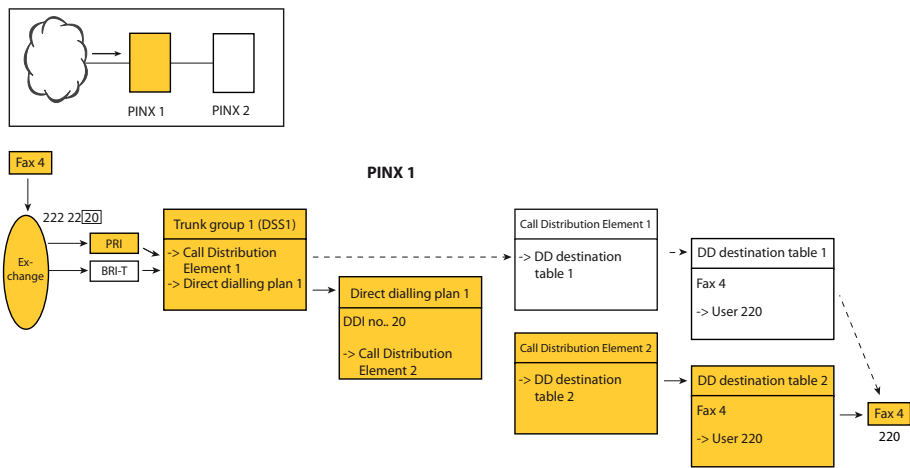 PINX 1
PINX 2
Fax 4
PINX 1
222 22 20
Ex-
change
PRI
BRI-T
Trunk group 1 (DSS1)
-> Call Distribution
Element 1
-> Direct dialling plan 1
Direct dialling plan 1
DDI no.. 20
-> Call Distribution
Element 2
Call Distribution Element 1
-> DD destination
table 1
DD destination table 1
Fax 4
-> User 220
Call Distribution Element 2
-> DD destination
table 2
DD destination table 2
Fax 4
-> User 220
Fax 4
220